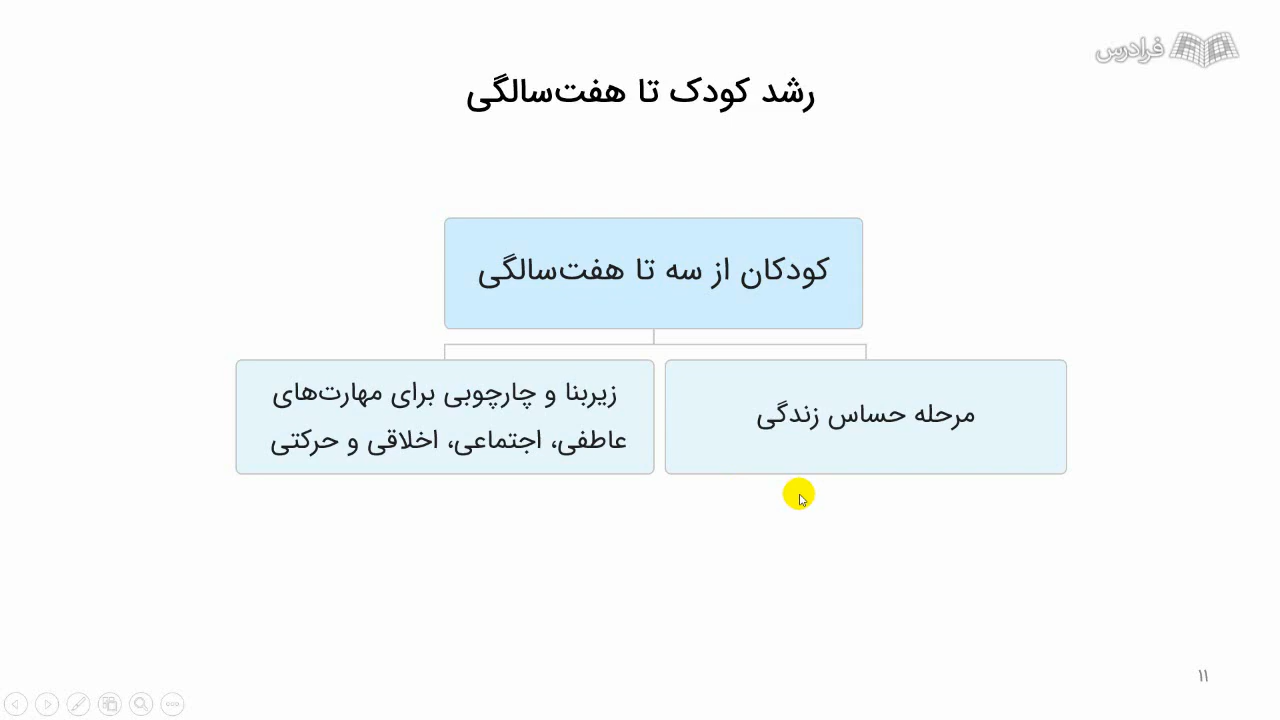 فرادرس
رشد کودک تا هفت‌سالگی
کودکان از سه تا هفت‌سالگی
مرحله حساس زندگی
زیربنا و چارچوبی برای مهارت‌های
عاطفی، اجتماعی، اخلاقی و حرکتی
۱۱